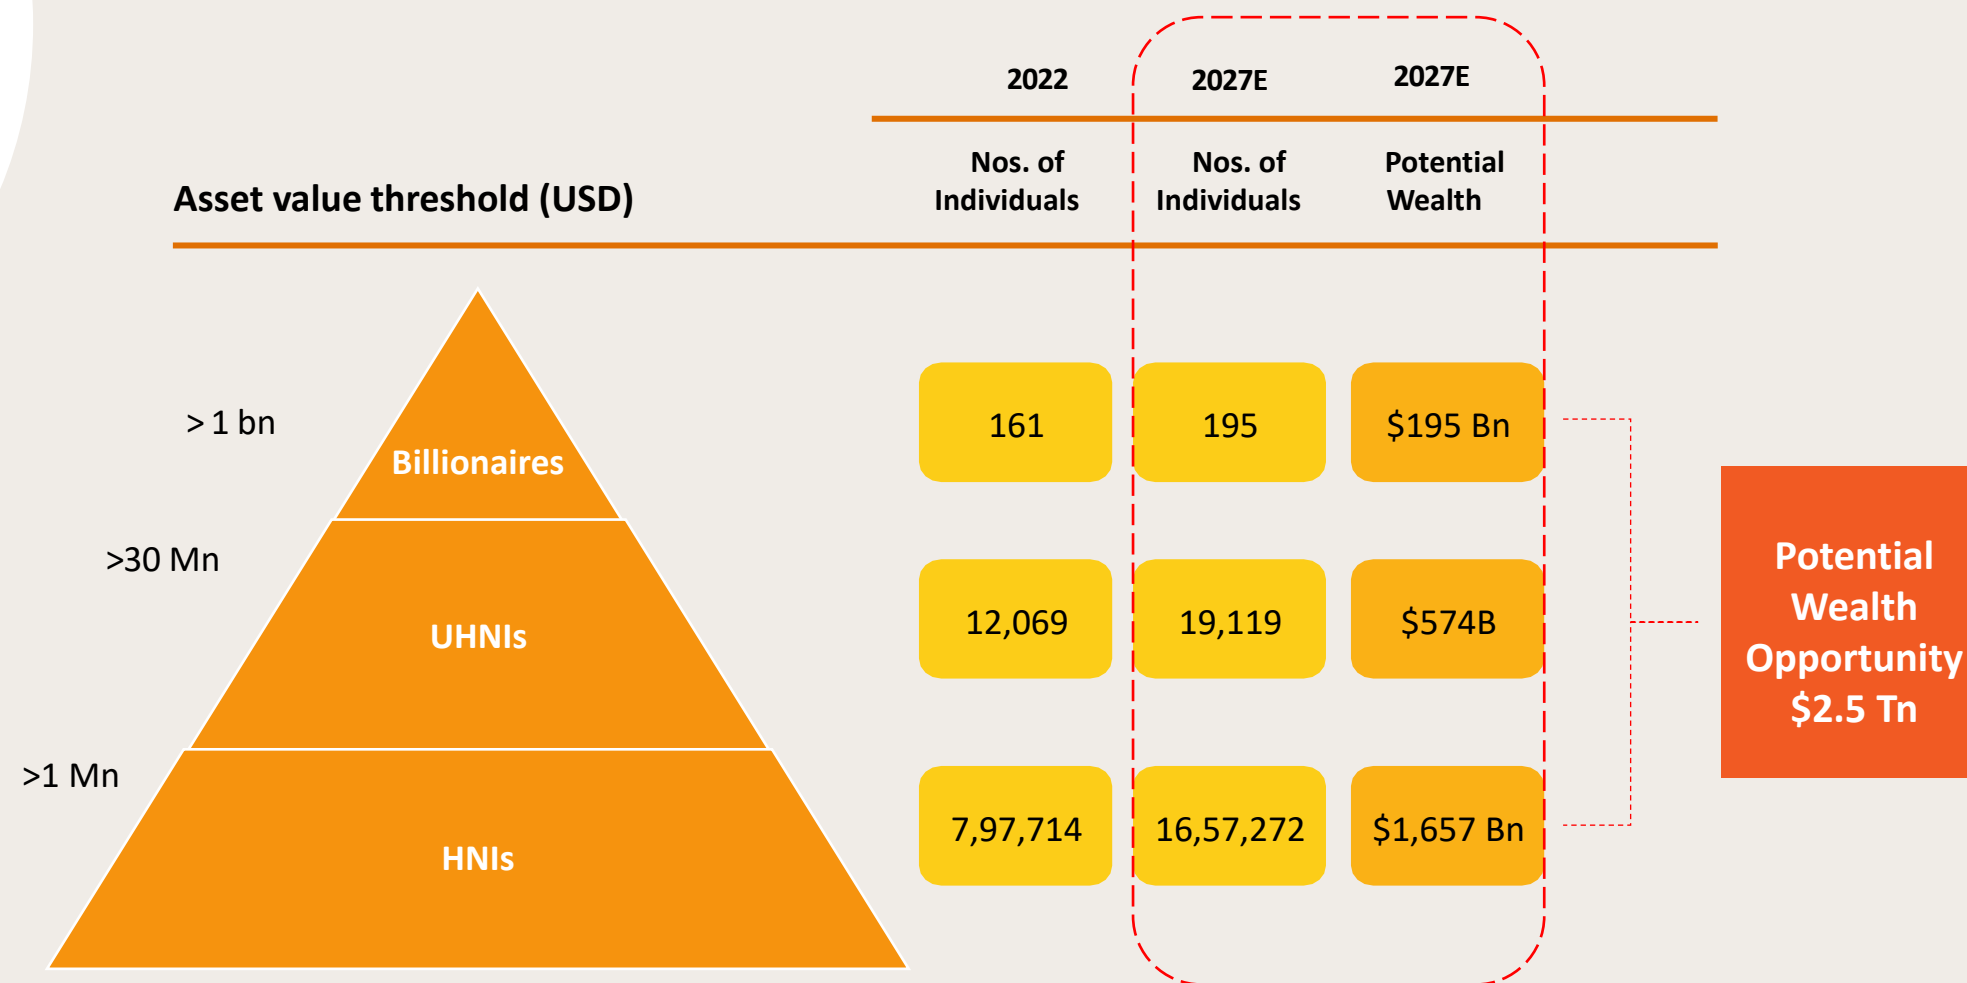 2022
2027E
2027E
Asset value threshold (USD)
Nos. of
Individuals
Nos. of
Individuals
Potential
Wealth
> 1 bn
Billionaires
161
195
$195 Bn
>30 Mn
UHNIs
12,069
19,119
$574B
>1 Mn
HNIs
7,97,714
16,57,272
$1,657 Bn
Potential
Wealth
Opportunity
$2.5 Tn